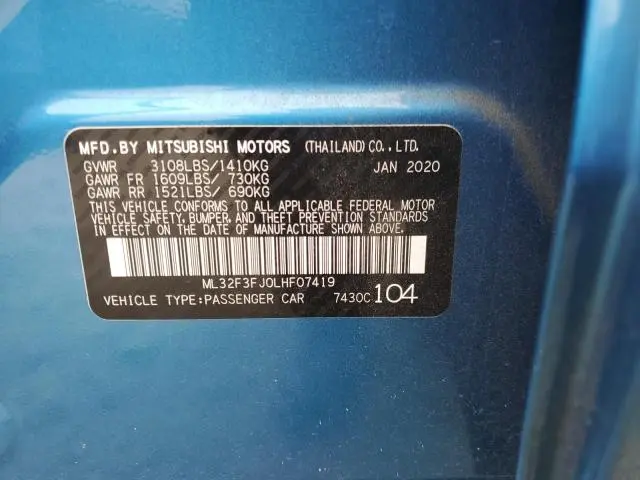 MFD.BY MITSUBISHI MOTORS (THAILAND)CO.,LTD.
GVWR 3108LBS/1410KG JAN 2020
GAWR FR 1609LBS/ 730KG
GAWR RR 1521LBS/ 690KG
THIS VEHICLE CONFORMS TO ALL APPLICABLE FEDERAL MOTOR
VEHICLE SAFETY, BUMPER, AND THEFT PREVENTION STANDARDS
IN EFFECT ON THE DATE OF MANUFACTURE SHOWN ABOVE.
ML32F3FJ0LHF07419
VEHICLE TYPE:PASSENGER CAR 7430C 104